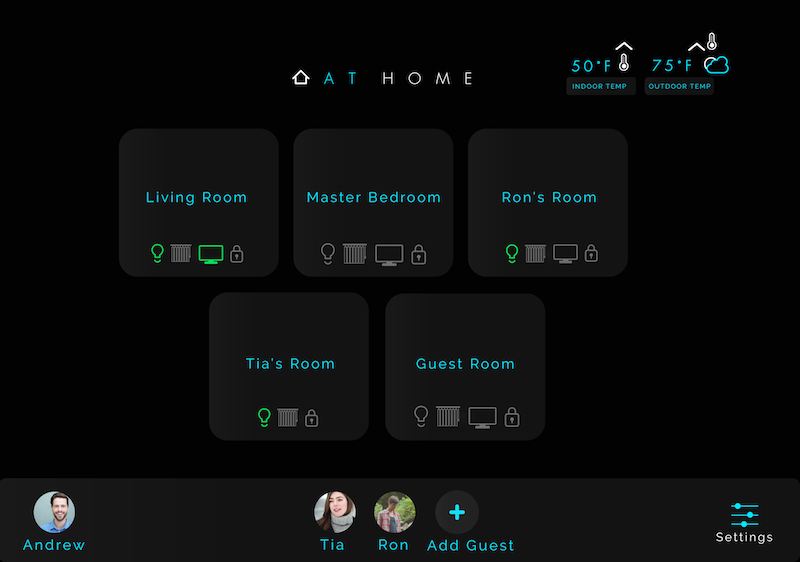 50°F
75°F
INDOOR TEMP
OUTDOOR TEMP
AT HOME
Living Room
Master Bedroom
Ron's Room
Tia's Room
Guest Room
Andrew
Tia
Ron
Add Guest
Settings